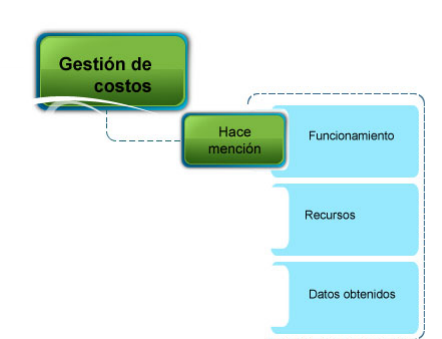 Gestión de
costos
Hace
mención
Funcionamiento
Recursos
Datos obtenidos